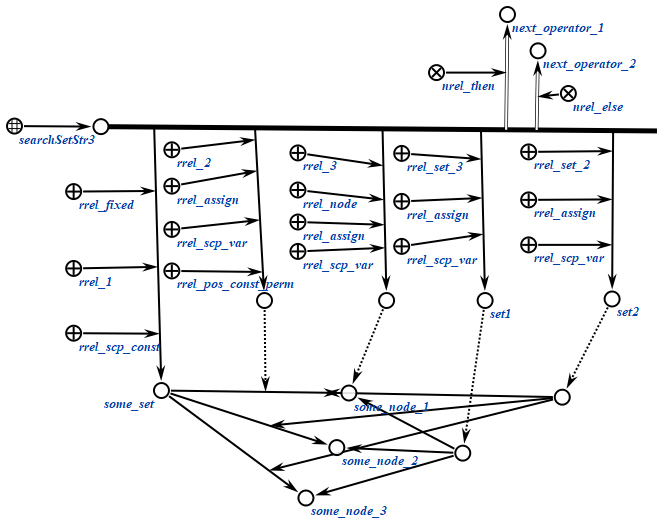 next_operator_1
next_operator_2
nrel_then
nrel_else
searchSetStr3
rrel_2
rrel_3
rrel_set_3
rrel_set_2
rrel_fixed
rrel_assign
rrel_node
rrel_assign
rrel_assign
rrel_assign
rrel_scp_var
rrel_scp_var
rrel_scp_var
rrel_scp_var
rrel_1
rrel_pos_const_perm
set1
set2
rrel_scp_const
some_set
some_node_1
some_node_2
some_node_3